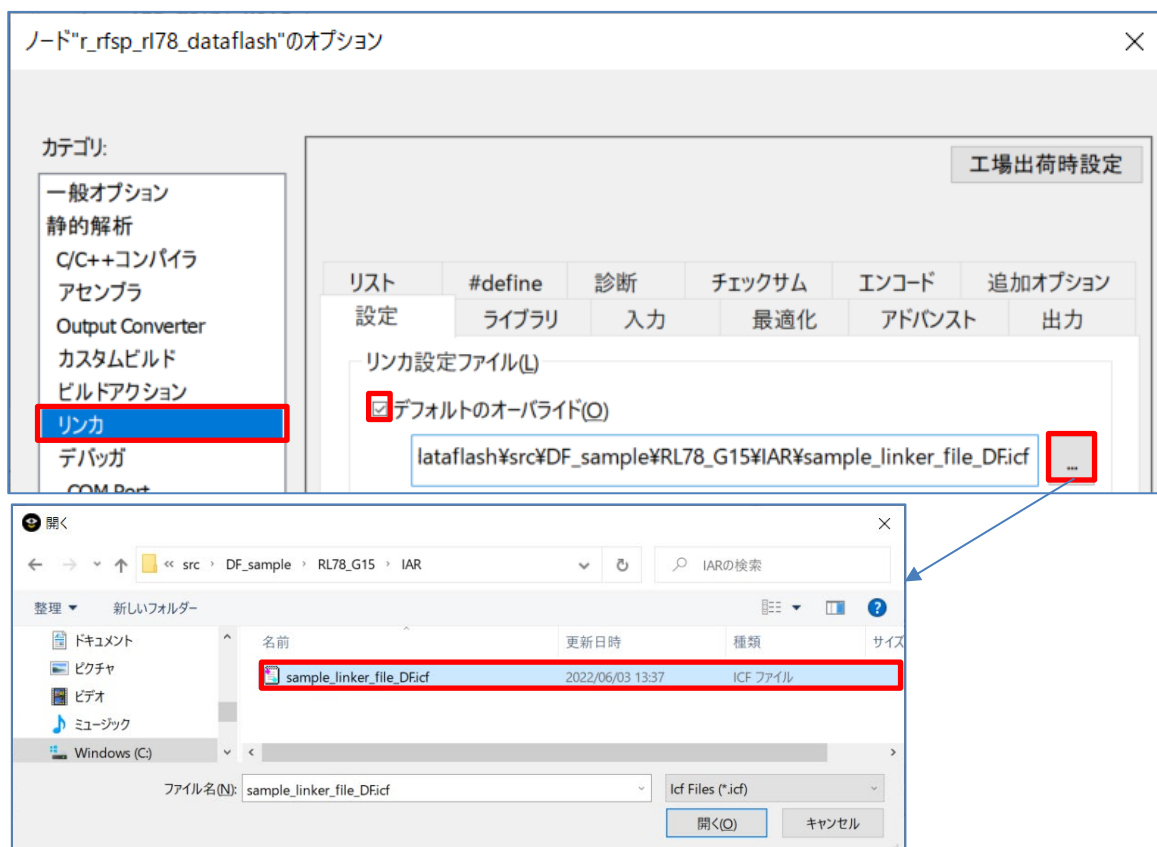 ノード"r_rfsp_rl78_dataflash"のオプション
カテゴリ:
一般オプション
静的解析
C/C++コンパイラ
アセンブラ
Output Converter
カスタムビルド
ビルドアクション
リンカ
デバッガ
COM Port
工場出荷時設定
リスト #define 診断 チェックサム エンコード 追加オプション
設定 ライブラリ 入力 最適化 アドバンスト 出力
リンカ設定ファイル(L)
デフォルトのオーバライド(O)
lataflash¥src¥DF_sample¥RL78_G15¥IAR¥sample_linker_file_DF.icf ...
開く
« src › DF_sample › RL78_G15 › IAR IARの検索
整理 新しいフォルダー
ドキュメント
ピクチャ
ビデオ
ミュージック
Windows (C:)
名前 更新日時 種類 サイズ
sample_linker_file_DF.icf 2022/06/03 13:37 ICF ファイル
ファイル名(N): sample_linker_file_DF.icf Icf Files (*.icf)
開く(O) キャンセル